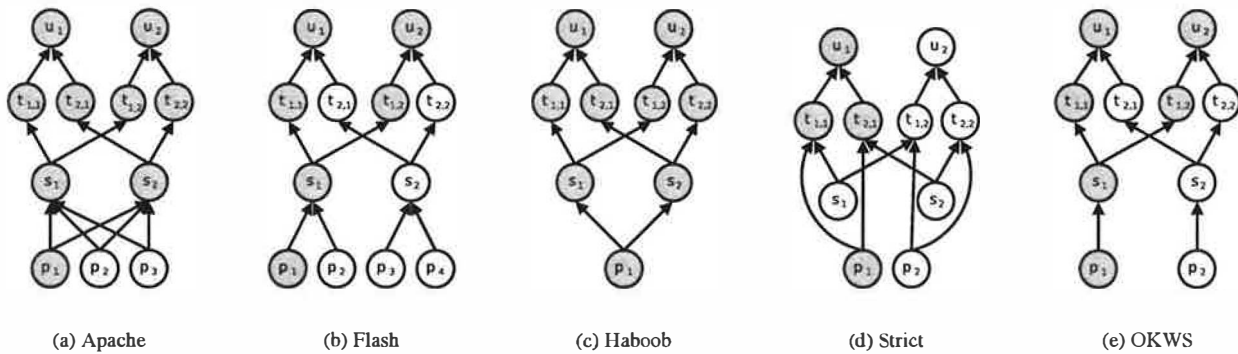 u1 u2 u1 u2 u1 u2 u1 u2 u1 u2
t1,1 t2,1 t1,2 t2,2 t1,1 t2,1 t1,2 t2,2 t1,1 t2,1 t1,2 t2,2 t1,1 t2,1 t1,2 t2,2 t1,1 t2,1 t1,2 t2,2
s1 s2 s1 s2 s1 s2 s1 s2 s1 s2
p1 p2 p3 p1 p2 p3 p4 p1 p1 p2 p1 p2
(a) Apache (b) Flash (c) Haboob (d) Strict (e) OKWS